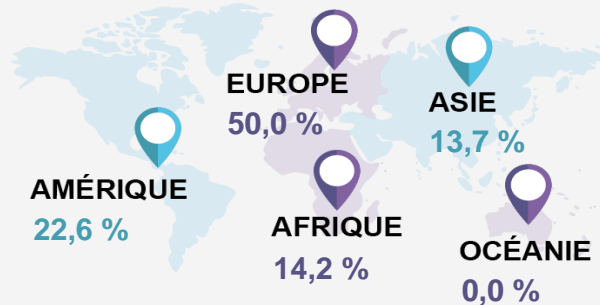 EUROPE
50,0 %
ASIE
13,7 %
AMÉRIQUE
22,6 %
AFRIQUE
14,2 %
OCÉANIE
0,0 %